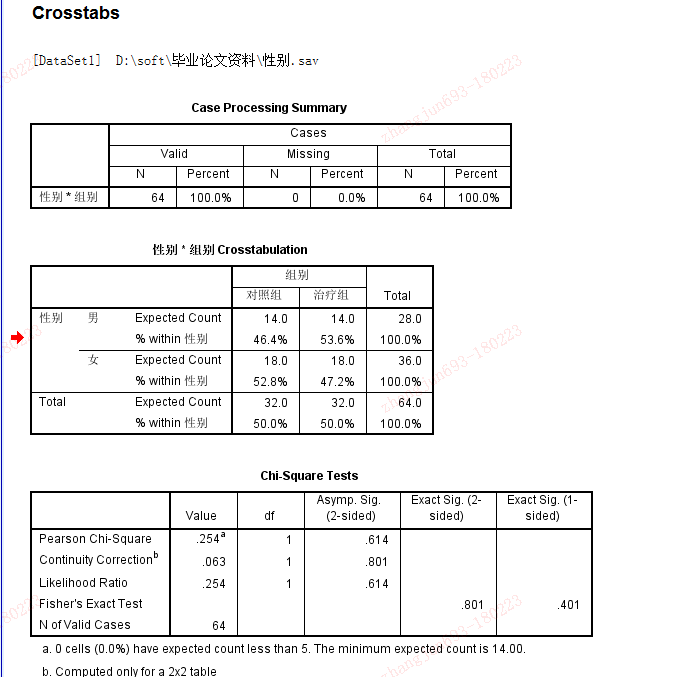 Crosstabs
[DataSet1] D:\soft\毕业论文资料\性别.sav
Case Processing Summary
Cases
Valid Missing Total
N Percent N Percent N Percent
性别 * 组别 64 100.0% 0 0.0% 64 100.0%
性别 * 组别 Crosstabulation
组别
对照组 治疗组 Total
性别 男 Expected Count 14.0 14.0 28.0
% within 性别 46.4% 53.6% 100.0%
女 Expected Count 18.0 18.0 36.0
% within 性别 52.8% 47.2% 100.0%
Total Expected Count 32.0 32.0 64.0
% within 性别 50.0% 50.0% 100.0%
Chi-Square Tests
Value df Asymp. Sig. (2-sided) Exact Sig. (2-sided) Exact Sig. (1-sided)
Pearson Chi-Square .254a 1 .614
Continuity Correctionb .063 1 .801
Likelihood Ratio .254 1 .614
Fisher's Exact Test .801 .401
N of Valid Cases 64
a. 0 cells (0.0%) have expected count less than 5. The minimum expected count is 14.00.
b. Computed only for a 2x2 table
zhangjun693-180223
zhangjun693-180223
zhangjun693-180223